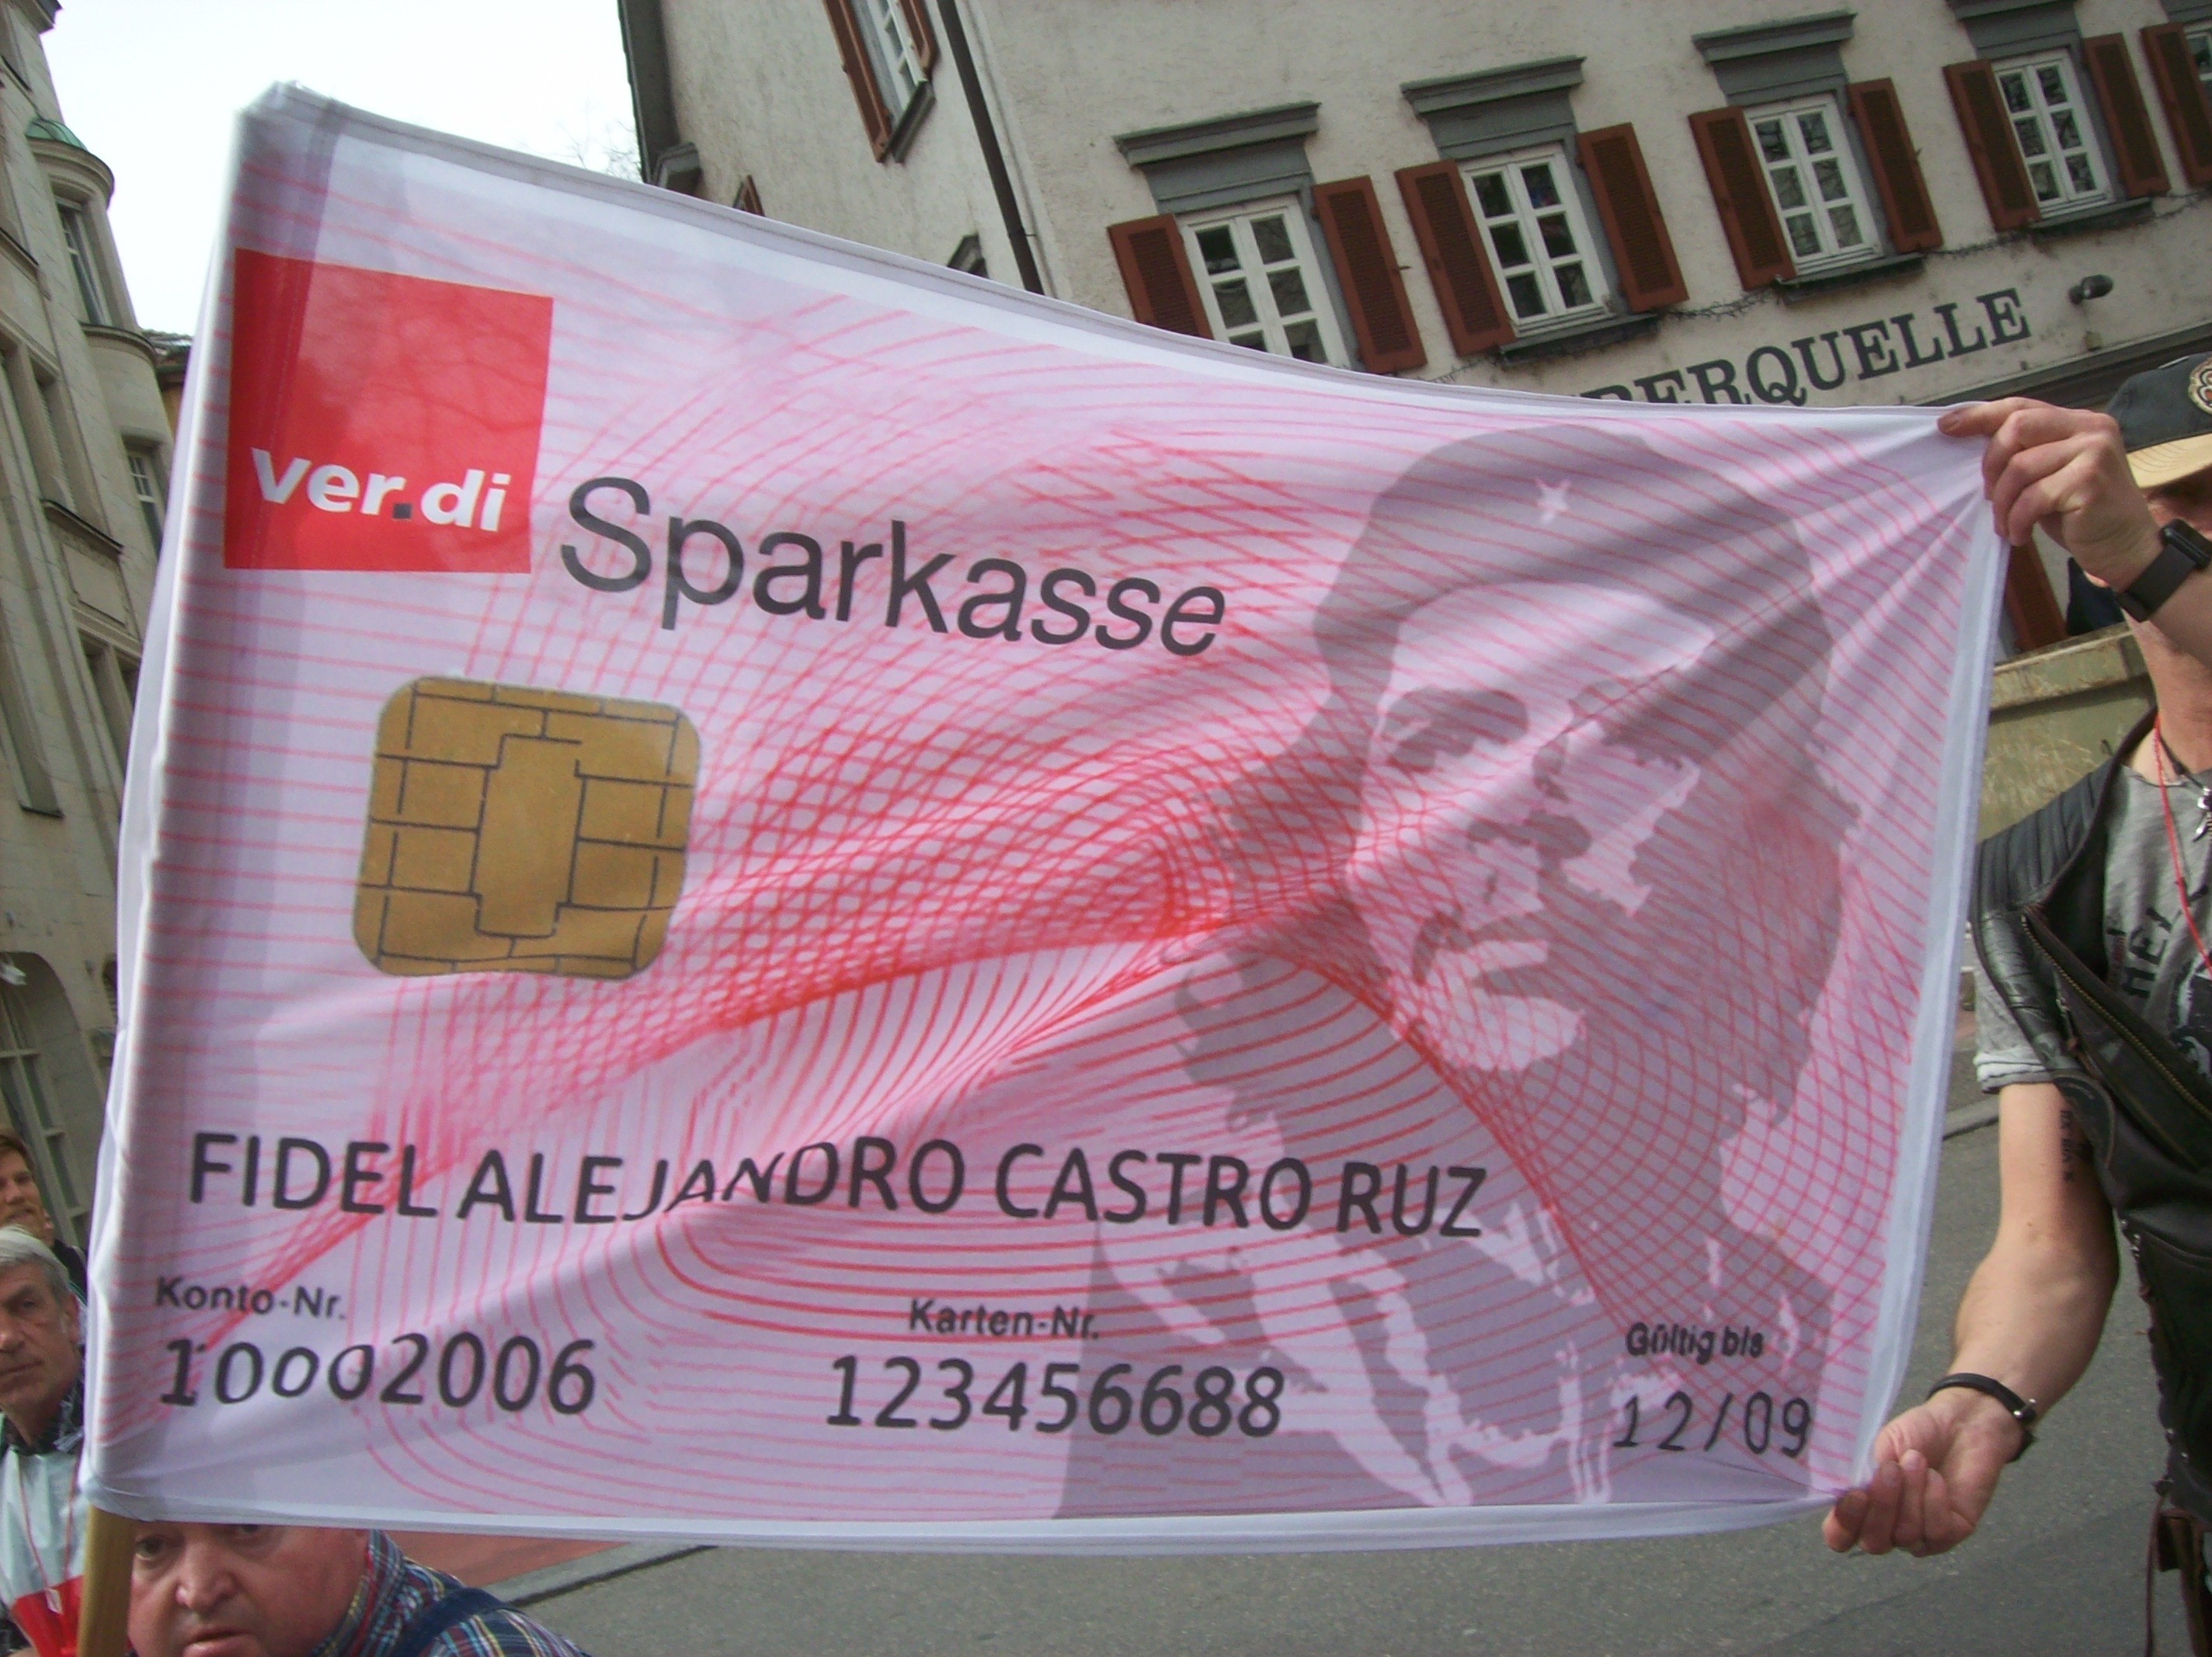 ERQUELLE
ver.di
Sparkasse
FIDEL ALEJANDRO CASTRO RUZ
Konto-Nr.
10002006
Karten-Nr.
123456688
Gültig bis
12/09